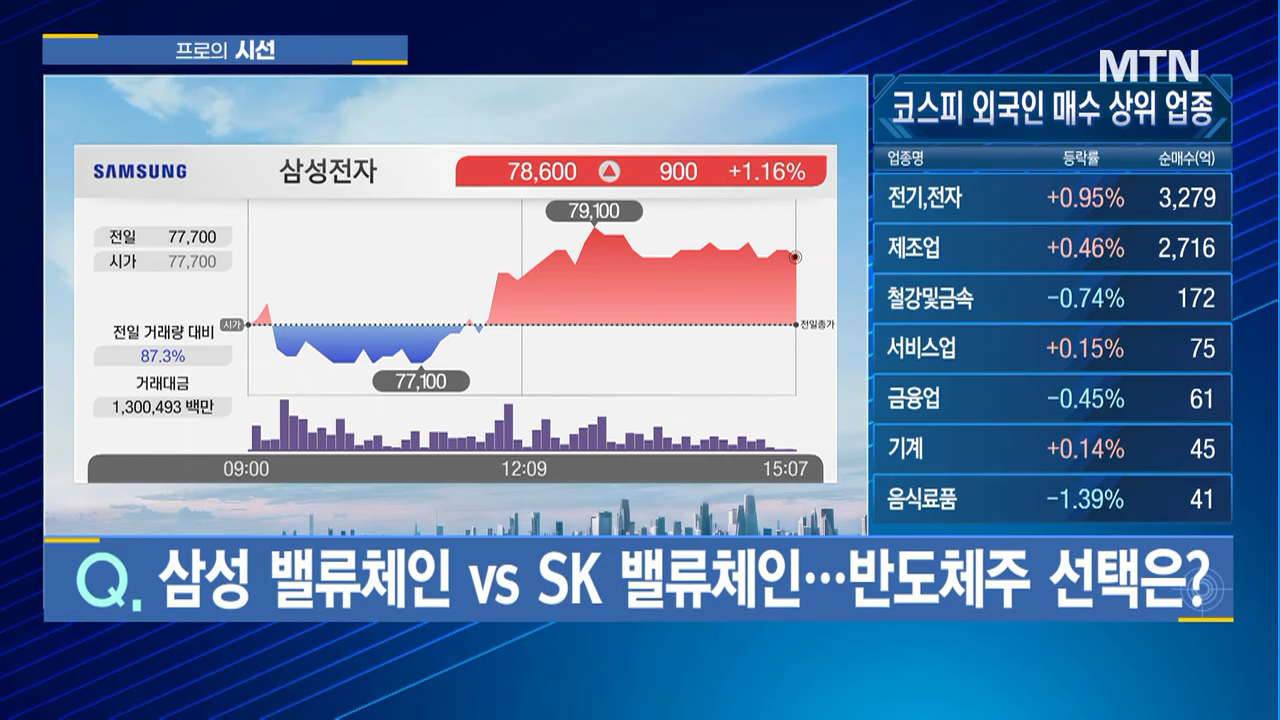 프로의 시선
MTN
SAMSUNG 삼성전자 78,600 900 +1.16%
79,100
전일 77,700
시가 77,700
시가
전일종가
전일 거래량 대비
87.3%
77,100
거래대금
1,300,493 백만
09:00 12:09 15:07
코스피 외국인 매수 상위 업종
업종명 등락률 순매수(억)
전기,전자 +0.95% 3,279
제조업 +0.46% 2,716
철강및금속 -0.74% 172
서비스업 +0.15% 75
금융업 -0.45% 61
기계 +0.14% 45
음식료품 -1.39% 41
Q. 삼성 밸류체인 vs SK 밸류체인…반도체주 선택은?